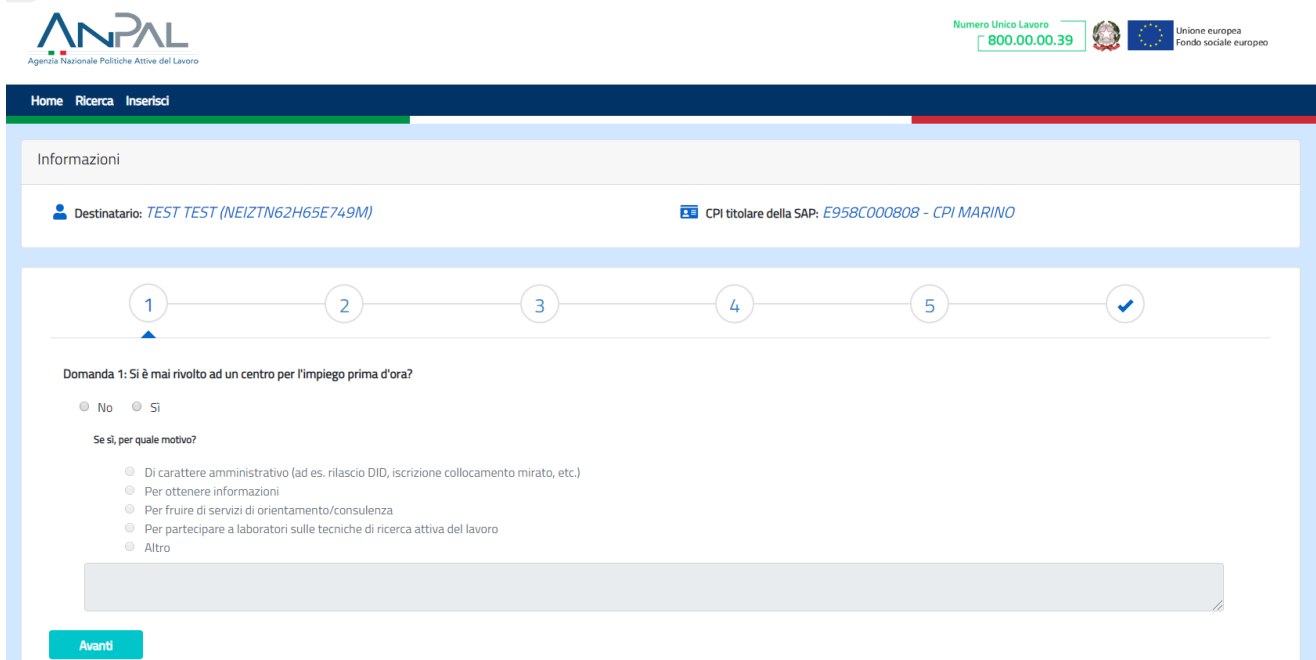 ANPAL
Agenzia Nazionale Politiche Attive del Lavoro
Numero Unico Lavoro
800.00.00.39
Unione europea
Fondo sociale europeo
Home Ricerca Inserisci
Informazioni
Destinatario: TEST TEST (NEIZTN62H65E749M)
CPI titolare della SAP: E958C000808 - CPI MARINO
1 2 3 4 5
Domanda 1: Si è mai rivolto ad un centro per l'impiego prima d'ora?
No Sì
Se sì, per quale motivo?
Di carattere amministrativo (ad es. rilascio DID, iscrizione collocamento mirato, etc.)
Per ottenere informazioni
Per fruire di servizi di orientamento/consulenza
Per partecipare a laboratori sulle tecniche di ricerca attiva del lavoro
Altro
Avanti